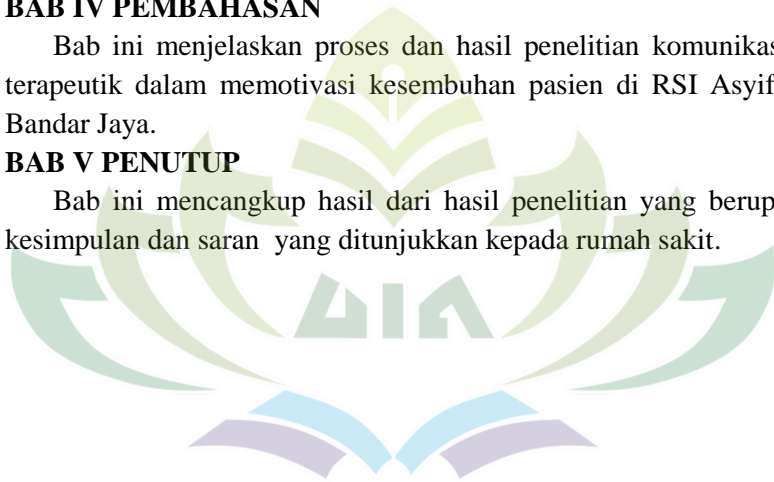 BAB IV PEMBAHASAN
Bab ini menjelaskan proses dan hasil penelitian komunikas
terapeutik dalam memotivasi kesembuhan pasien di RSI Asyif
Bandar Jaya.
BAB V PENUTUP
Bab ini mencangkup hasil dari hasil penelitian yang berup
kesimpulan dan saran yang ditunjukkan kepada rumah sakit.